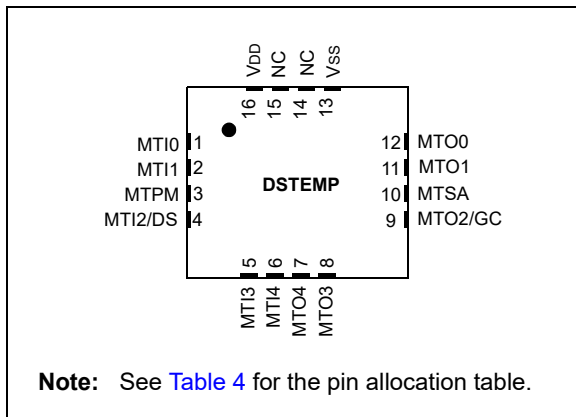 VDD NC NC VSS
16 15 14 13
MTI0 1 12 MTO0
MTI1 2 11 MTO1
MTPM 3 DSTEMP 10 MTSA
MTI2/DS 4 9 MTO2/GC
5 6 7 8
MTI3 MTI4 MTO4 MTO3
Note: See Table 4 for the pin allocation table.